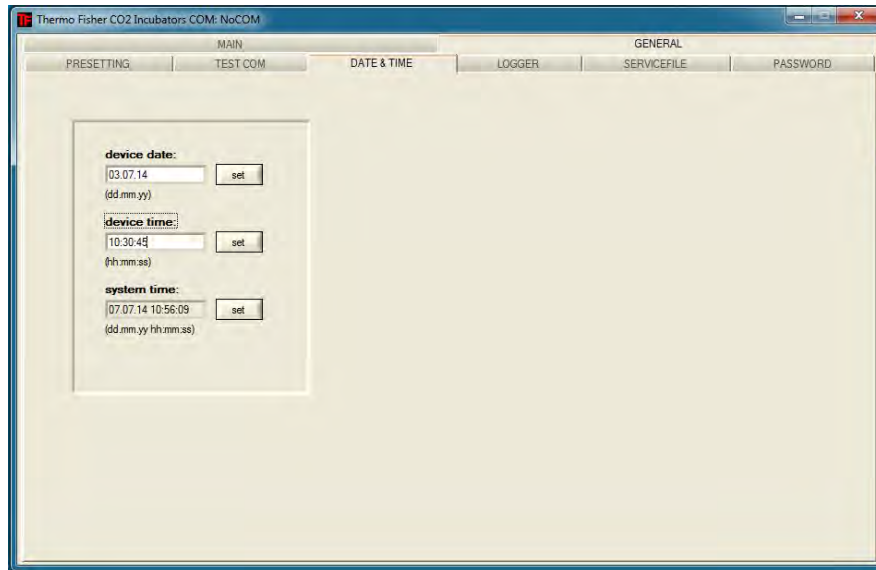 TF Thermo Fisher CO2 Incubators COM: NoCOM
MAIN GENERAL
PRESETTING TEST COM DATE & TIME LOGGER SERVICEFILE PASSWORD
device date:
03.07.14 set
(dd.mm.yy)
device time:
10:30:45 set
(hh:mm:ss)
system time:
07.07.14 10:56:09 set
(dd.mm.yy hh:mm:ss)